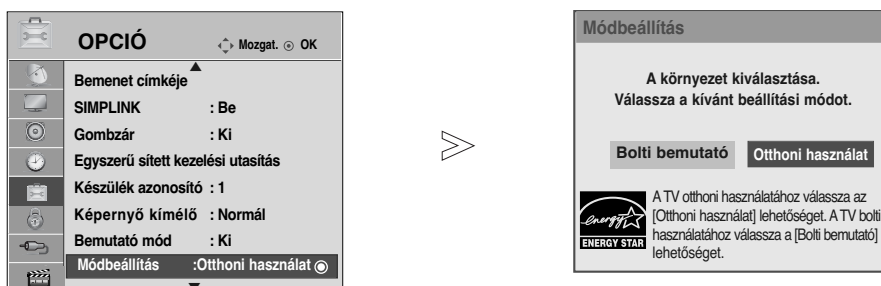 OPCIÓ
Mozgat. OK
Bemenet címkéje
SIMPLINK : Be
Gombzár : Ki
Egyszerű sített kezelési utasítás
Készülék azonosító : 1
Képernyő kímélő : Normál
Bemutató mód : Ki
Módbeállítás :Otthoni használat
Módbeállítás
A környezet kiválasztása.
Válassza a kívánt beállítási módot.
Bolti bemutató Otthoni használat
energy
ENERGY STAR
A TV otthoni használatához válassza az
[Otthoni használat] lehetőséget. A TV bolti
használatához válassza a [Bolti bemutató]
lehetőséget.